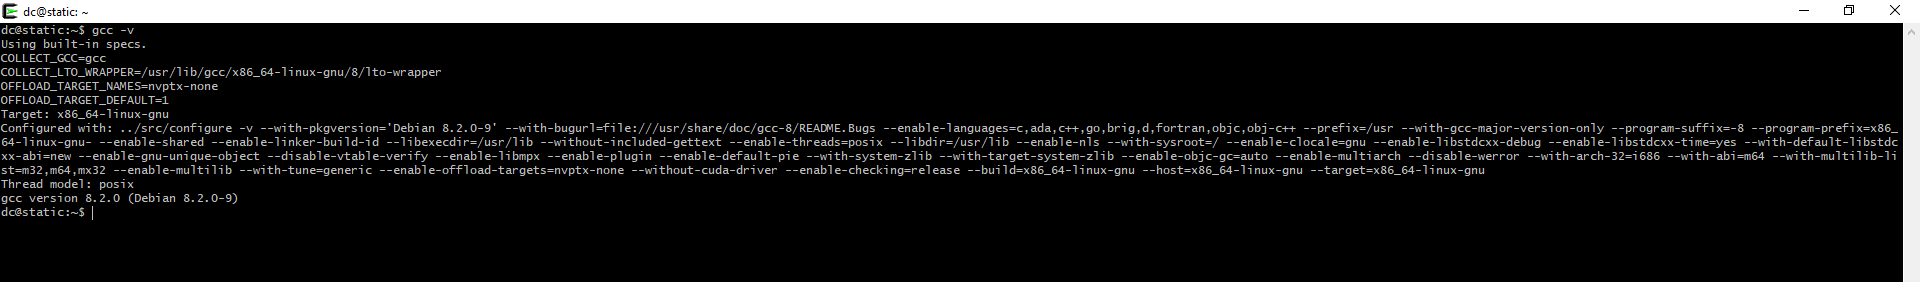 dc@static: ~
dc@static:~$ gcc -v
Using built-in specs.
COLLECT_GCC=gcc
COLLECT_LTO_WRAPPER=/usr/lib/gcc/x86_64-linux-gnu/8/lto-wrapper
OFFLOAD_TARGET_NAMES=nvptx-none
OFFLOAD_TARGET_DEFAULT=1
Target: x86_64-linux-gnu
Configured with: ../src/configure -v --with-pkgversion='Debian 8.2.0-9' --with-bugurl=file:///usr/share/doc/gcc-8/README.Bugs --enable-languages=c,ada,c++,go,brig,d,fortran,objc,obj-c++ --prefix=/usr --with-gcc-major-version-only --program-suffix=-8 --program-prefix=x86_
64-linux-gnu- --enable-shared --enable-linker-build-id --libexecdir=/usr/lib --without-included-gettext --enable-threads=posix --libdir=/usr/lib --enable-nls --with-sysroot=/ --enable-clocale=gnu --enable-libstdcxx-debug --enable-libstdcxx-time=yes --with-default-libstdc
xx-abi=new --enable-gnu-unique-object --disable-vtable-verify --enable-libmpx --enable-plugin --enable-default-pie --with-system-zlib --with-target-system-zlib --enable-objc-gc=auto --enable-multiarch --disable-werror --with-arch-32=i686 --with-abi=m64 --with-multilib-li
st=m32,m64,mx32 --enable-multilib --with-tune=generic --enable-offload-targets=nvptx-none --without-cuda-driver --enable-checking=release --build=x86_64-linux-gnu --host=x86_64-linux-gnu --target=x86_64-linux-gnu
Thread model: posix
gcc version 8.2.0 (Debian 8.2.0-9)
dc@static:~$